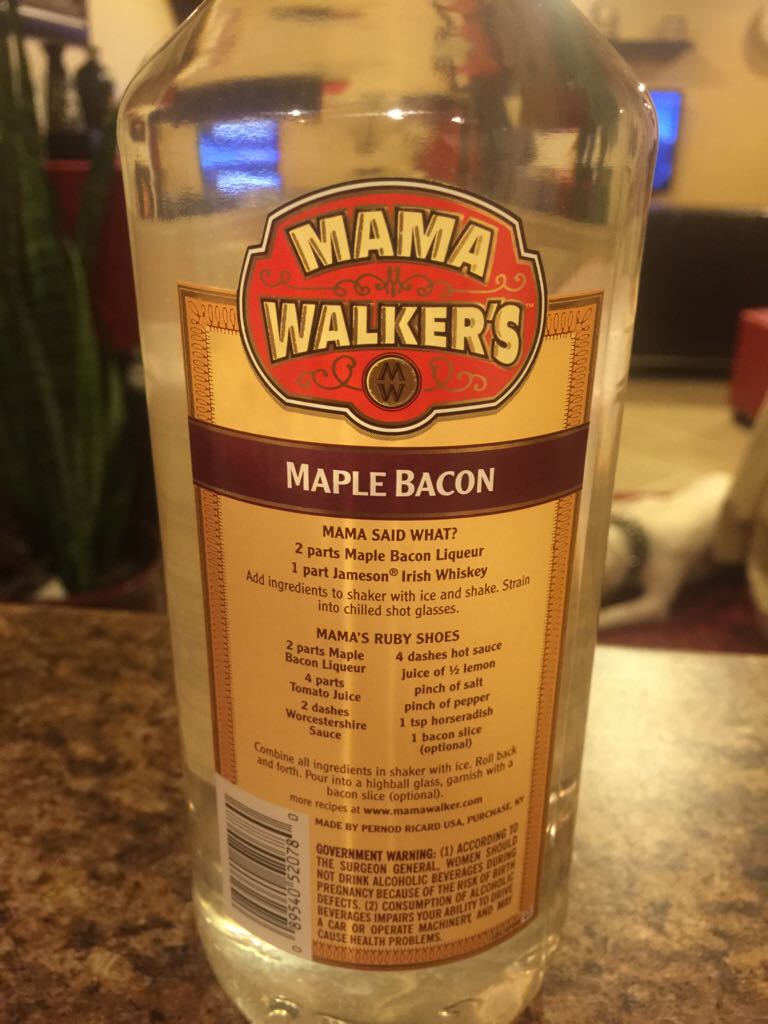 MAMA
WALKER'S™
MW
MAPLE BACON
MAMA SAID WHAT?
2 parts Maple Bacon Liqueur
1 part Jameson® Irish Whiskey
Add ingredients to shaker with ice and shake. Strain
into chilled shot glasses.
MAMA'S RUBY SHOES
2 parts Maple
Bacon Liqueur
4 parts
Tomato Juice
2 dashes
Worcestershire
Sauce
4 dashes hot sauce
juice of ½ lemon
pinch of salt
pinch of pepper
1 tsp horseradish
1 bacon slice
(optional)
Combine all ingredients in shaker with ice. Roll back
and forth. Pour into a highball glass, garnish with a
bacon slice (optional).
more recipes at www.mamawalker.com
MADE BY PERNOD RICARD USA, PURCHASE, NY
GOVERNMENT WARNING: (1) ACCORDING TO
THE SURGEON GENERAL, WOMEN SHOULD
NOT DRINK ALCOHOLIC BEVERAGES DURING
PREGNANCY BECAUSE OF THE RISK OF BIRTH
DEFECTS. (2) CONSUMPTION OF ALCOHOLIC
BEVERAGES IMPAIRS YOUR ABILITY TO DRIVE
A CAR OR OPERATE MACHINERY, AND MAY
CAUSE HEALTH PROBLEMS.
0 89540 52078 0